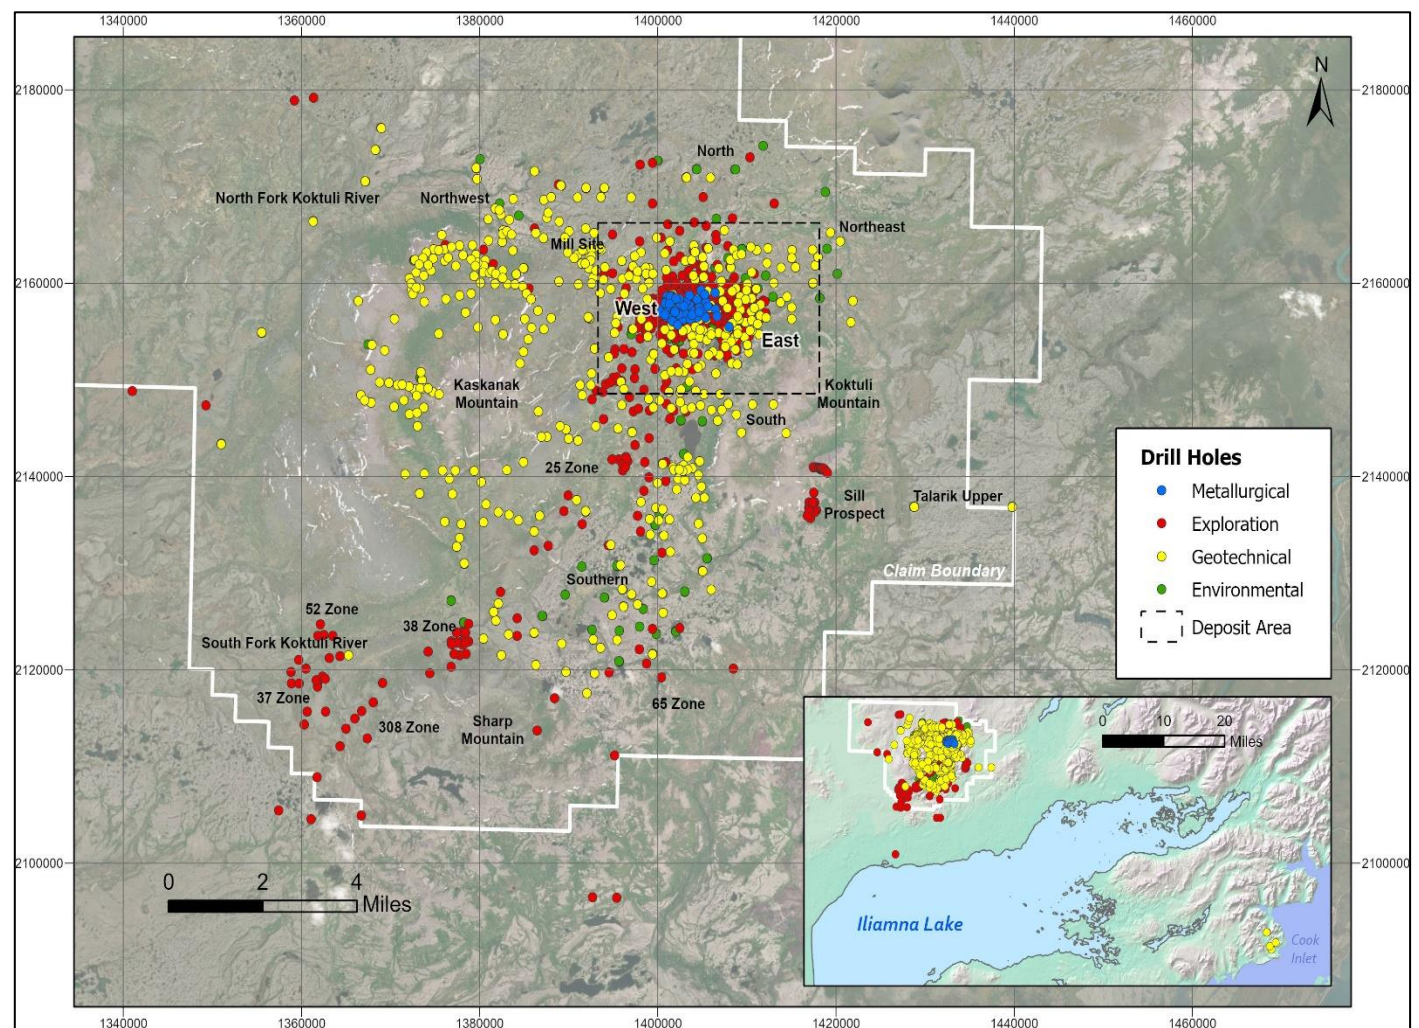 1340000 1360000 1380000 1400000 1420000 1440000 1460000
2180000 2180000
N
North
North Fork Koktuli River
Northwest
Northeast
Mill Site
2160000 2160000
West
East
Kaskanak
Mountain
Koktuli
Mountain
South
25 Zone
2140000 2140000
Sill
Prospect
Talarik Upper
Claim Boundary
Southern
52 Zone
South Fork Koktuli River
38 Zone
2120000 2120000
37 Zone
65 Zone
308 Zone
Sharp
Mountain
2100000 2100000
0 2 4
Miles
Drill Holes
Metallurgical
Exploration
Geotechnical
Environmental
Deposit Area
0 10 20
Miles
Iliamna Lake
Cook
Inlet
1340000 1360000 1380000 1400000 1420000 1440000 1460000